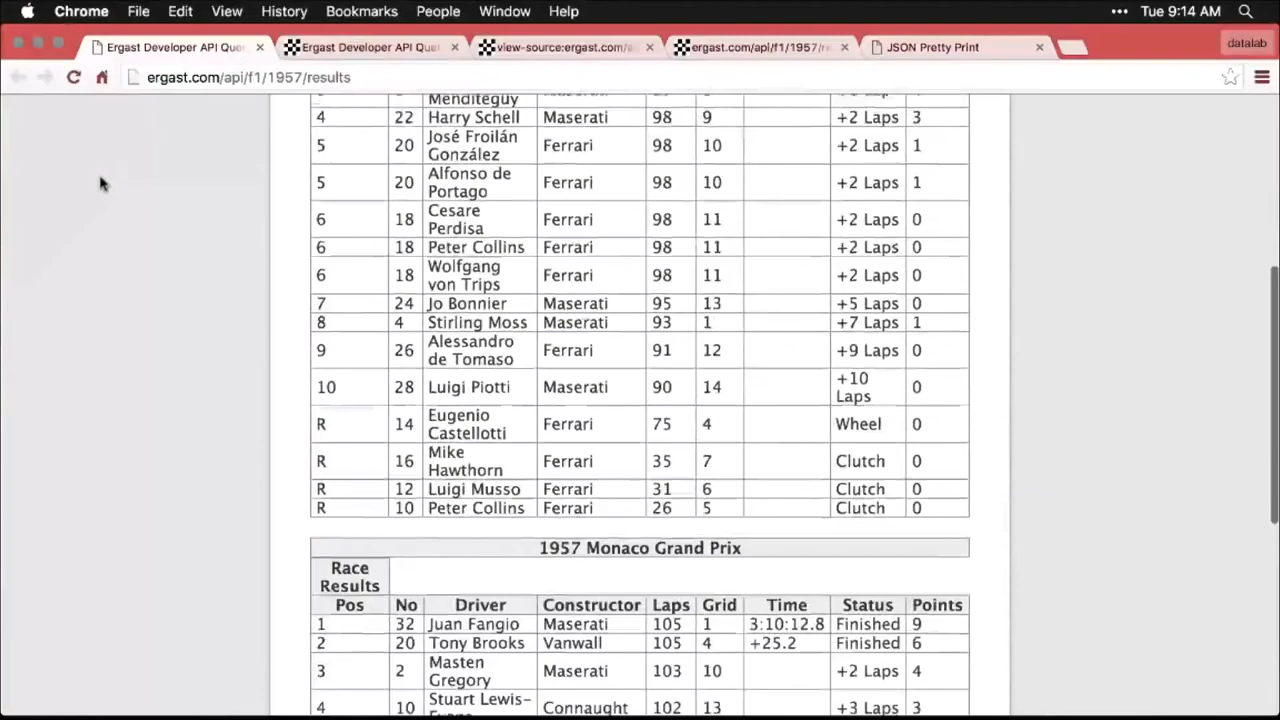 Chrome File Edit View History Bookmarks People Window Help ••• Tue 9:14 AM
Ergast Developer API Que Ergast Developer API Que view-source:ergast.com/a ergast.com/api/f1/1957/re JSON Pretty Print datalab
ergast.com/api/f1/1957/results
Menditeguy
4 22 Harry Schell Maserati 98 9 +2 Laps 3
5 20 José Froilán González Ferrari 98 10 +2 Laps 1
5 20 Alfonso de Portago Ferrari 98 10 +2 Laps 1
6 18 Cesare Perdisa Ferrari 98 11 +2 Laps 0
6 18 Peter Collins Ferrari 98 11 +2 Laps 0
6 18 Wolfgang von Trips Ferrari 98 11 +2 Laps 0
7 24 Jo Bonnier Maserati 95 13 +5 Laps 0
8 4 Stirling Moss Maserati 93 1 +7 Laps 1
9 26 Alessandro de Tomaso Ferrari 91 12 +9 Laps 0
10 28 Luigi Piotti Maserati 90 14 +10 Laps 0
R 14 Eugenio Castellotti Ferrari 75 4 Wheel 0
R 16 Mike Hawthorn Ferrari 35 7 Clutch 0
R 12 Luigi Musso Ferrari 31 6 Clutch 0
R 10 Peter Collins Ferrari 26 5 Clutch 0
1957 Monaco Grand Prix
Race Results
Pos No Driver Constructor Laps Grid Time Status Points
1 32 Juan Fangio Maserati 105 1 3:10:12.8 Finished 9
2 20 Tony Brooks Vanwall 105 4 +25.2 Finished 6
3 2 Masten Gregory Maserati 103 10 +2 Laps 4
4 10 Stuart Lewis- Connaught 102 13 +3 Laps 3